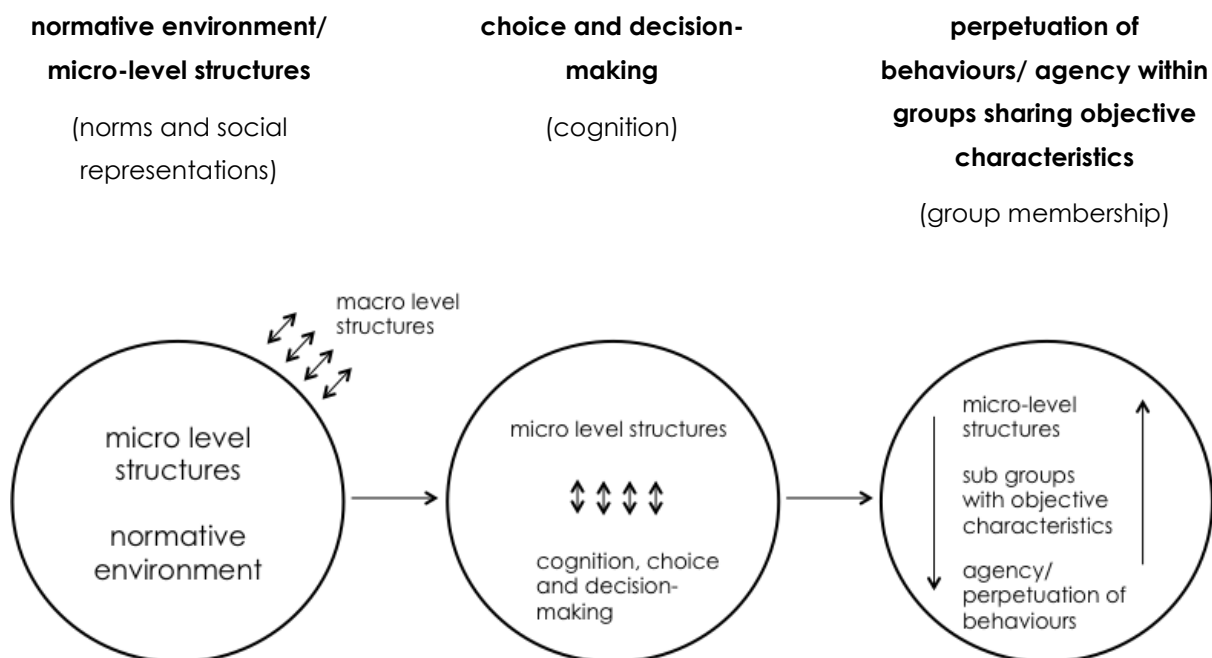 normative environment/
micro-level structures
(norms and social
representations)
choice and decision-
making
(cognition)
perpetuation of
behaviours/ agency within
groups sharing objective
characteristics
(group membership)
macro level
structures
micro level
structures
normative
environment
micro level structures
cognition, choice
and decision-
making
micro-level
structures
sub groups
with objective
characteristics
agency/
perpetuation of
behaviours